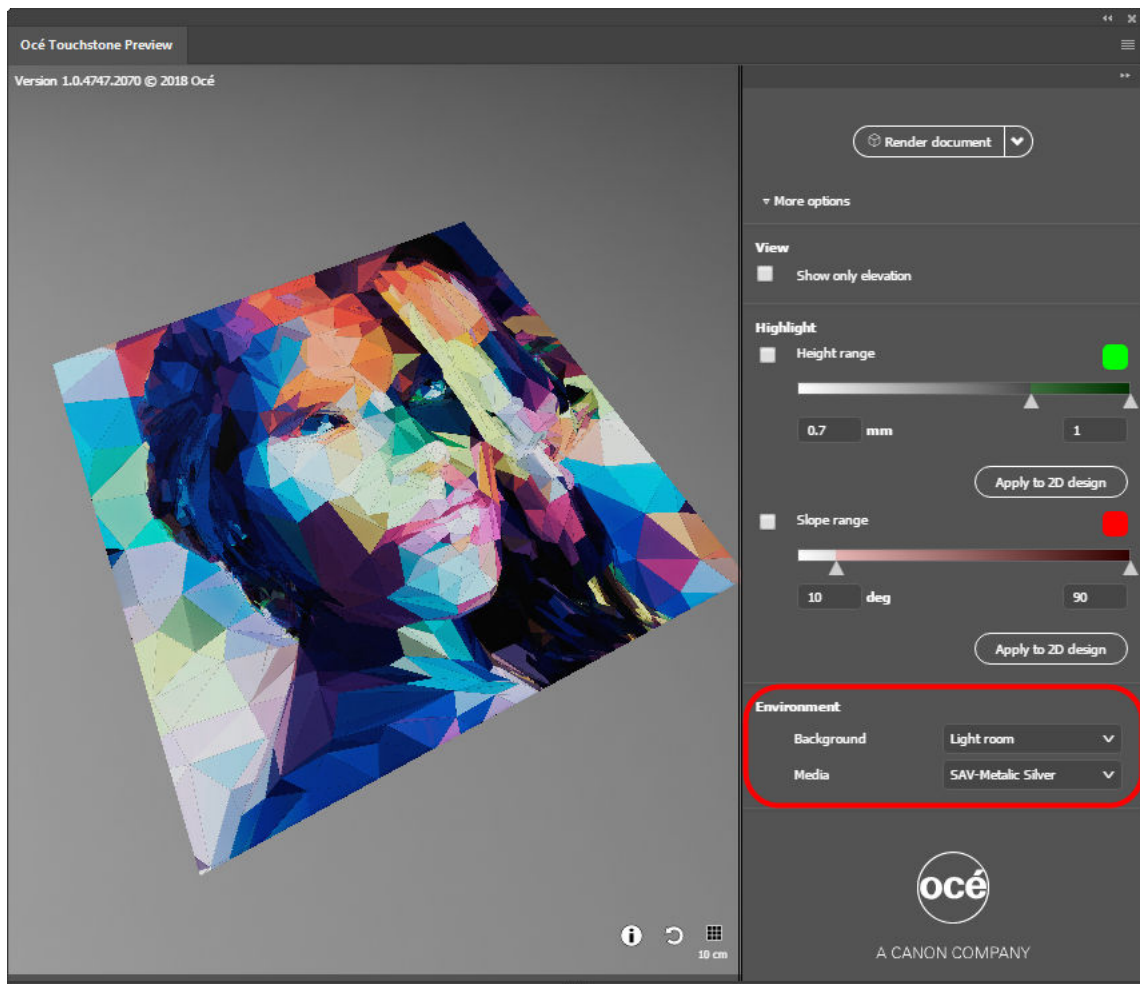 Océ Touchstone Preview
Version 1.0.4747.2070 © 2018 Océ
Render document
More options
View
Show only elevation
Highlight
Height range
0.7 mm 1
Apply to 2D design
Slope range
10 deg 90
Apply to 2D design
Environment
Background Light room
Media SAV-Metalic Silver
océ
A CANON COMPANY
10 cm